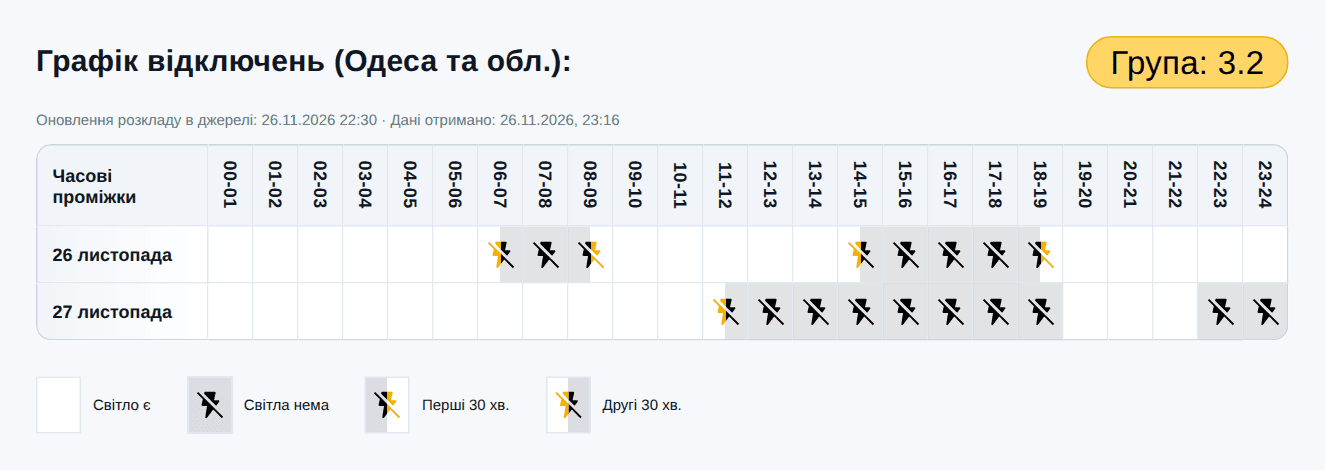 Графік відключень (Одеса та обл.):
Група: 3.2
Оновлення розкладу в джерелі: 26.11.2026 22:30 · Дані отримано: 26.11.2026, 23:16
Часові
проміжки
00-01 01-02 02-03 03-04 04-05 05-06 06-07 07-08 08-09 09-10 10-11 11-12 12-13 13-14 14-15 15-16 16-17 17-18 18-19 19-20 20-21 21-22 22-23 23-24
26 листопада
27 листопада
Світло є Світла нема Перші 30 хв. Другі 30 хв.